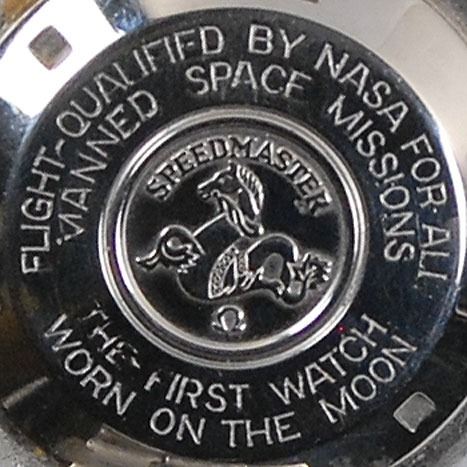 FLIGHT-QUALIFIED BY NASA FOR ALL
MANNED SPACE MISSIONS
SPEEDMASTER
Ω
THE-FIRST WATCH
WORN ON THE MOON